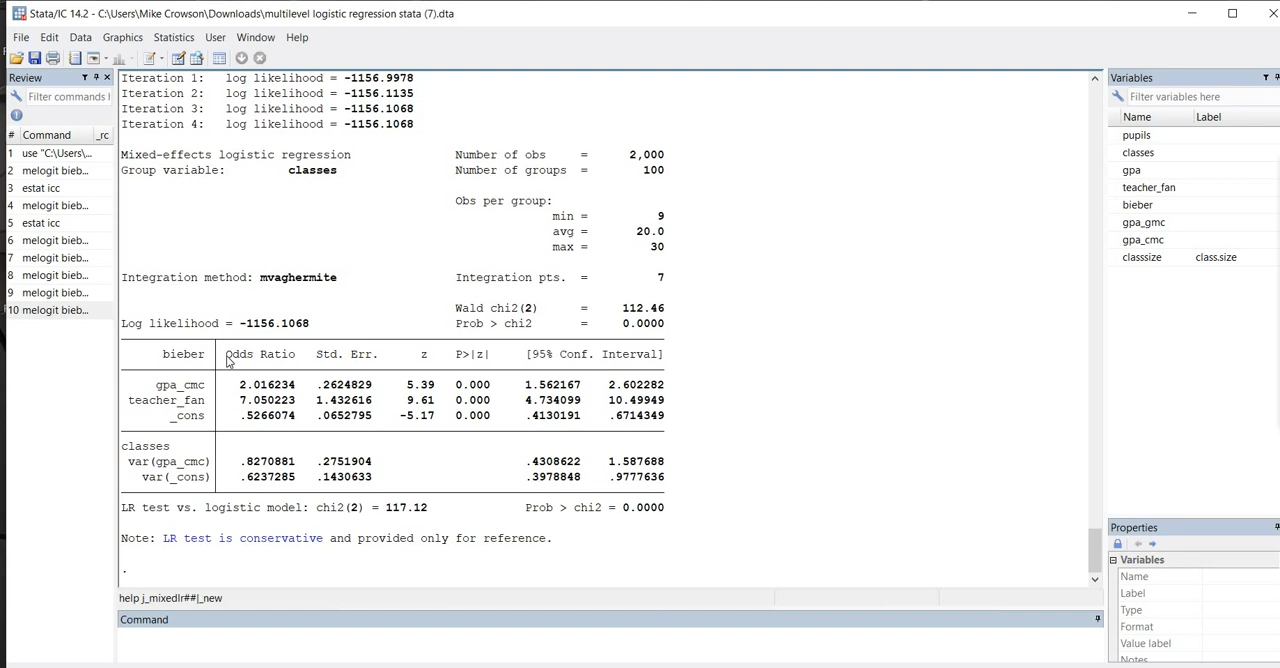 Stata/IC 14.2 - C:\Users\Mike Crowson\Downloads\multilevel logistic regression stata (7).dta
File Edit Data Graphics Statistics User Window Help
Review
Filter commands h
# Command _rc
1 use "C:\Users\...
2 melogit bieb...
3 estat icc
4 melogit bieb...
5 estat icc
6 melogit bieb...
7 melogit bieb...
8 melogit bieb...
9 melogit bieb...
10 melogit bieb...
Iteration 1: log likelihood = -1156.9978
Iteration 2: log likelihood = -1156.1135
Iteration 3: log likelihood = -1156.1068
Iteration 4: log likelihood = -1156.1068
Mixed-effects logistic regression Number of obs = 2,000
Group variable: classes Number of groups = 100
Obs per group:
min = 9
avg = 20.0
max = 30
Integration method: mvaghermite Integration pts. = 7
Wald chi2(2) = 112.46
Log likelihood = -1156.1068 Prob > chi2 = 0.0000
bieber Odds Ratio Std. Err. z P>|z| [95% Conf. Interval]
gpa_cmc 2.016234 .2624829 5.39 0.000 1.562167 2.602282
teacher_fan 7.050223 1.432616 9.61 0.000 4.734099 10.49949
_cons .5266074 .0652795 -5.17 0.000 .4130191 .6714349
classes
var(gpa_cmc) .8270881 .2751904 .4308622 1.587688
var(_cons) .6237285 .1430633 .3978848 .9777636
LR test vs. logistic model: chi2(2) = 117.12 Prob > chi2 = 0.0000
Note: LR test is conservative and provided only for reference.
.
help j_mixedlr##|_new
Command
Variables
Filter variables here
Name Label
pupils
classes
gpa
teacher_fan
bieber
gpa_gmc
gpa_cmc
classsize class.size
Properties
Variables
Name
Label
Type
Format
Value label
Notes